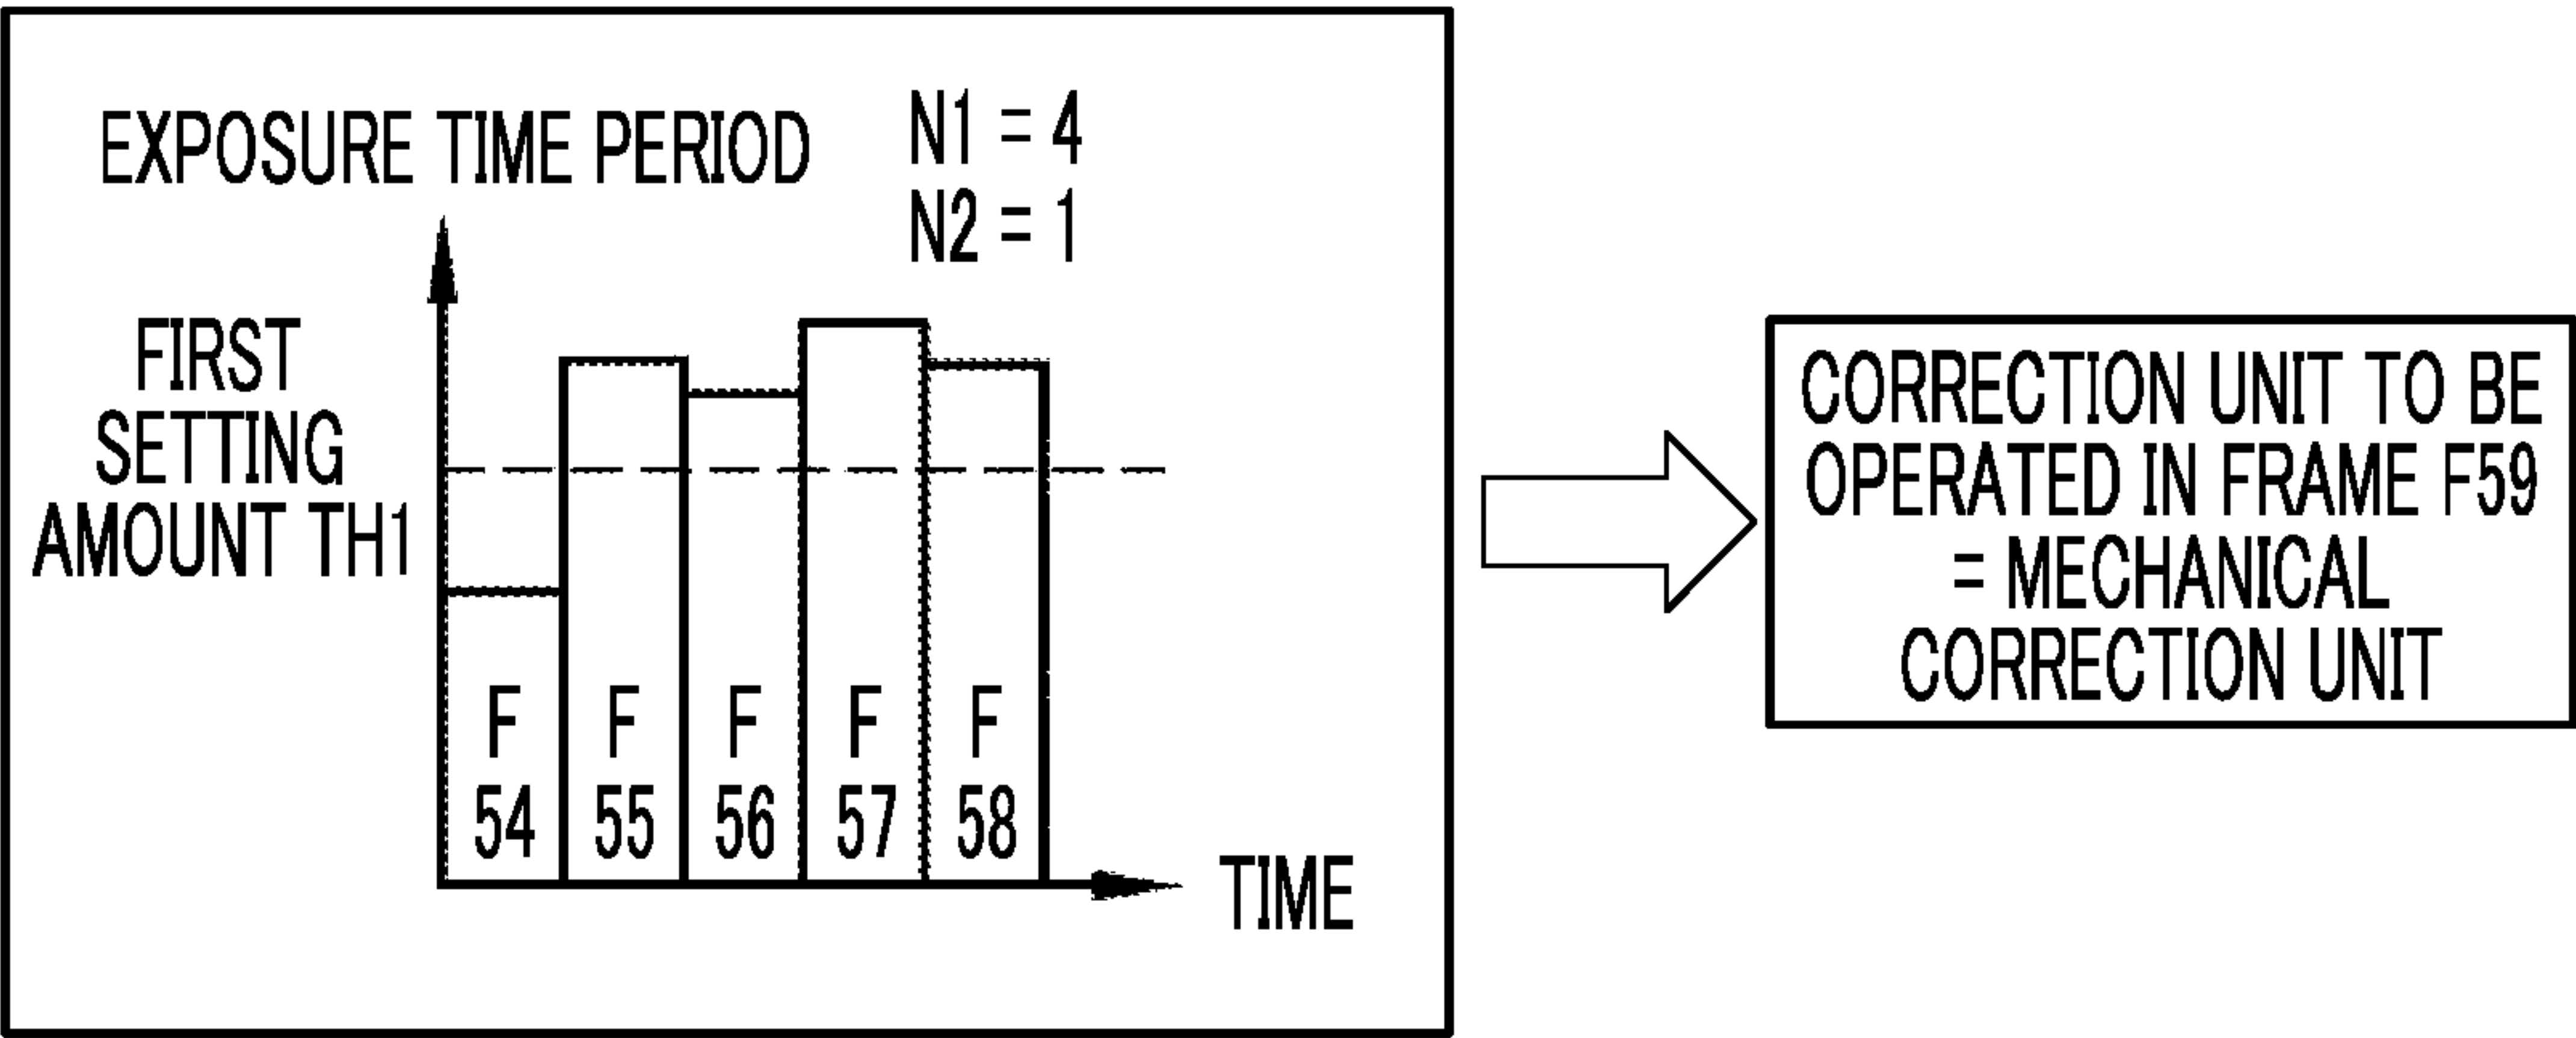 EXPOSURE TIME PERIOD
N1 = 4
N2 = 1
FIRST
SETTING
AMOUNT TH1
F
54
F
55
F
56
F
57
F
58
TIME
CORRECTION UNIT TO BE
OPERATED IN FRAME F59
= MECHANICAL
CORRECTION UNIT